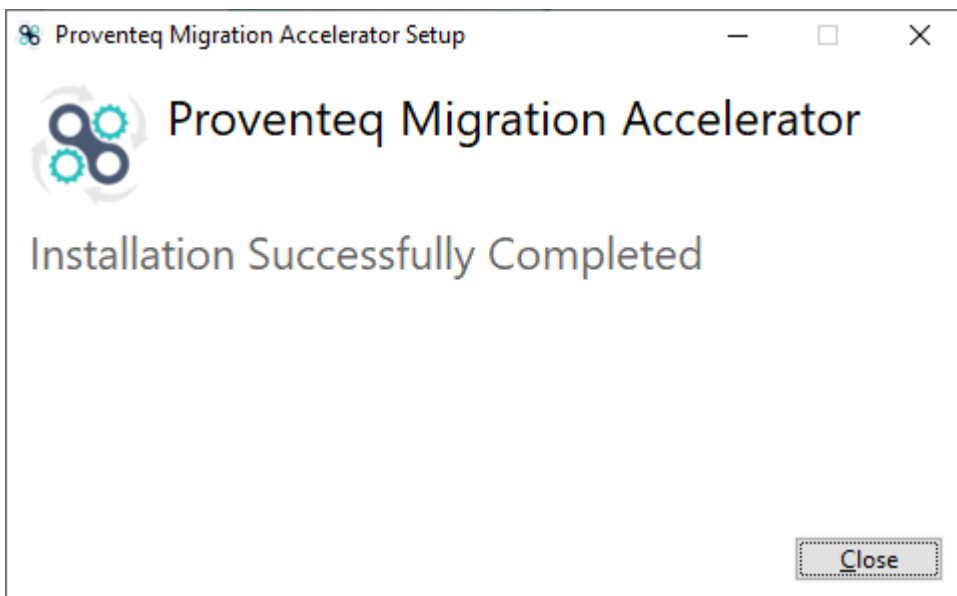 Proventeq Migration Accelerator Setup
Proventeq Migration Accelerator
Installation Successfully Completed
Close